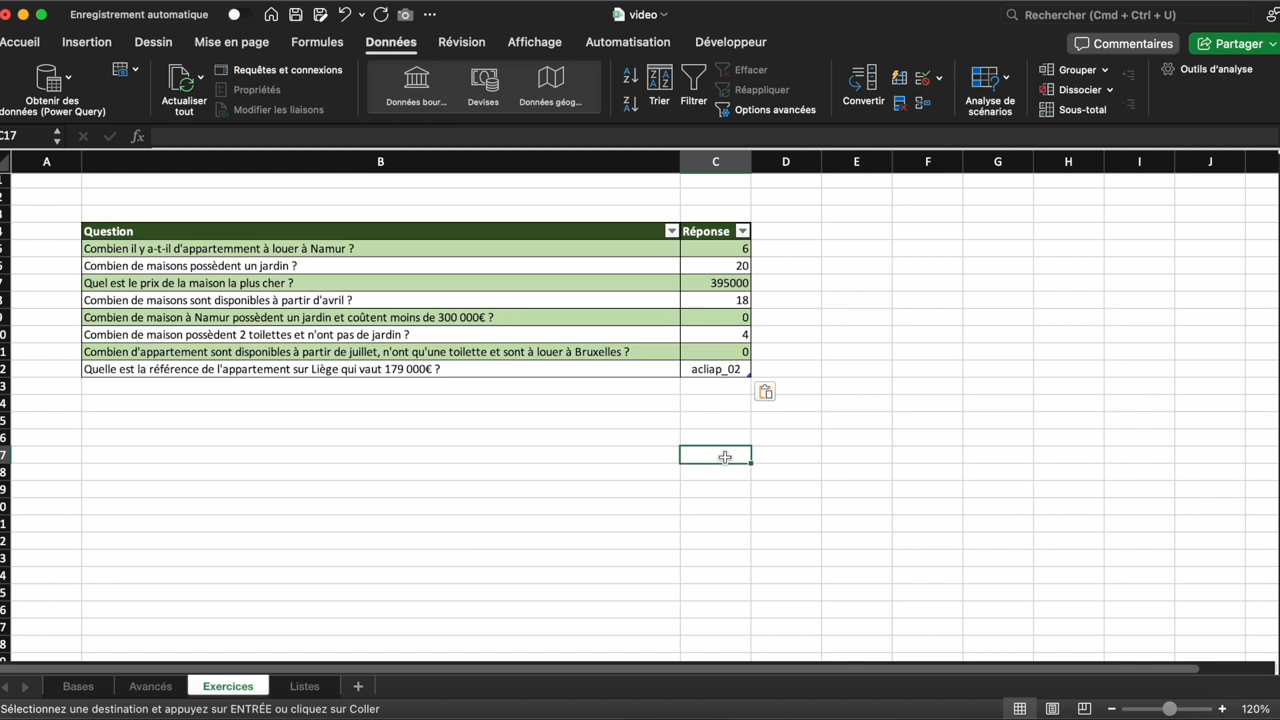 Enregistrement automatique
video
Rechercher (Cmd + Ctrl + U)
Accueil Insertion Dessin Mise en page Formules Données Révision Affichage Automatisation Développeur
Commentaires Partager
Obtenir des
données (Power Query)
Actualiser
tout
Requêtes et connexions
Propriétés
Modifier les liaisons
Données bour...
Devises
Données géog...
Trier
Filtrer
Effacer
Réappliquer
Options avancées
Convertir
Analyse de
scénarios
Grouper
Dissocier
Sous-total
Outils d'analyse
C17 fx
A B C D E F G H I J
Question Réponse
Combien il y a-t-il d'appartemment à louer à Namur ? 6
Combien de maisons possèdent un jardin ? 20
Quel est le prix de la maison la plus cher ? 395000
Combien de maisons sont disponibles à partir d'avril ? 18
Combien de maison à Namur possèdent un jardin et coûtent moins de 300 000€ ? 0
Combien de maison possèdent 2 toilettes et n'ont pas de jardin ? 4
Combien d'appartement sont disponibles à partir de juillet, n'ont qu'une toilette et sont à louer à Bruxelles ? 0
Quelle est la référence de l'appartement sur Liège qui vaut 179 000€ ? acliap_02
Bases Avancés Exercices Listes +
Sélectionnez une destination et appuyez sur ENTRÉE ou cliquez sur Coller
120%